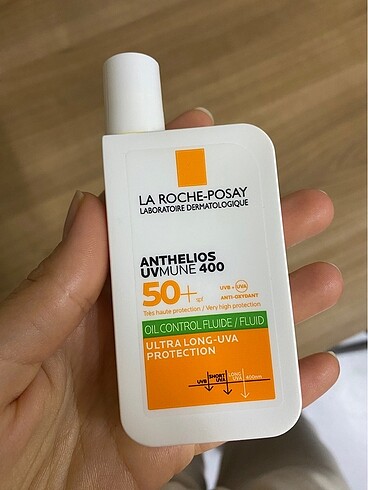 LA ROCHE-POSAY
LABORATOIRE DERMATOLOGIQUE
ANTHELIOS
UVMUNE 400
50+ spf
UVB + UVA
ANTI-OXYDANT
Très haute protection / Very high protection
OIL CONTROL FLUIDE / FLUID
ULTRA LONG-UVA
PROTECTION
UVB SHORT UVA LONG UVA 400nm